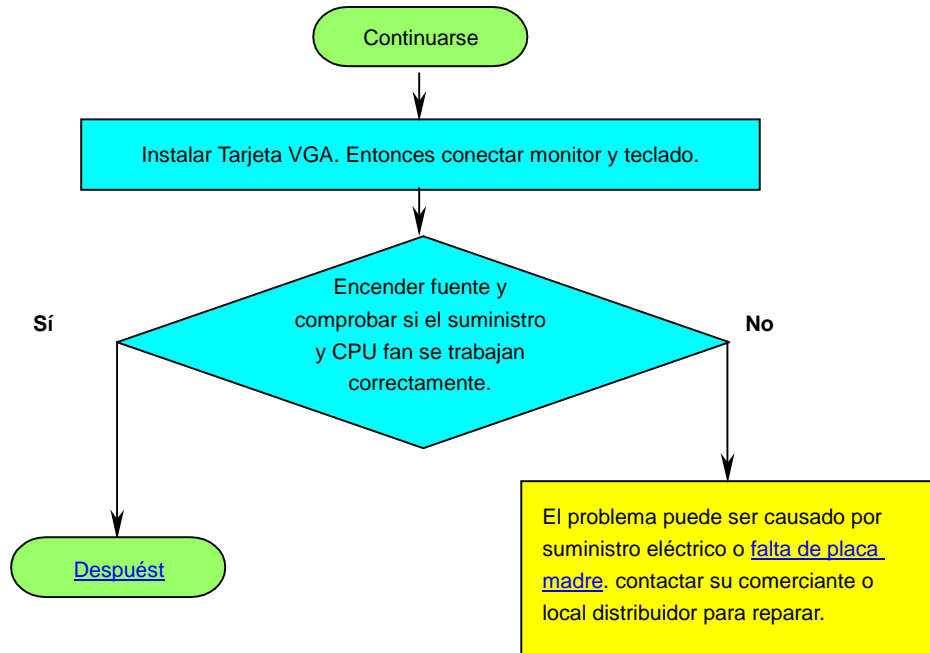 Continuarse
Instalar Tarjeta VGA. Entonces conectar monitor y teclado.
Encender fuente y
comprobar si el suministro
y CPU fan se trabajan
correctamente.
Sí
No
El problema puede ser causado por
suministro eléctrico o falta de placa
madre. contactar su comerciante o
local distribuidor para reparar.
Despuést